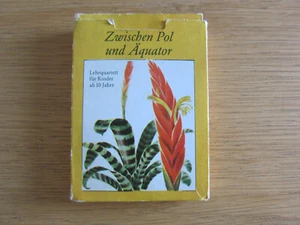 Zwischen Pol
und Äquator
Lehrquartett
für Kinder
ab 10 Jahre